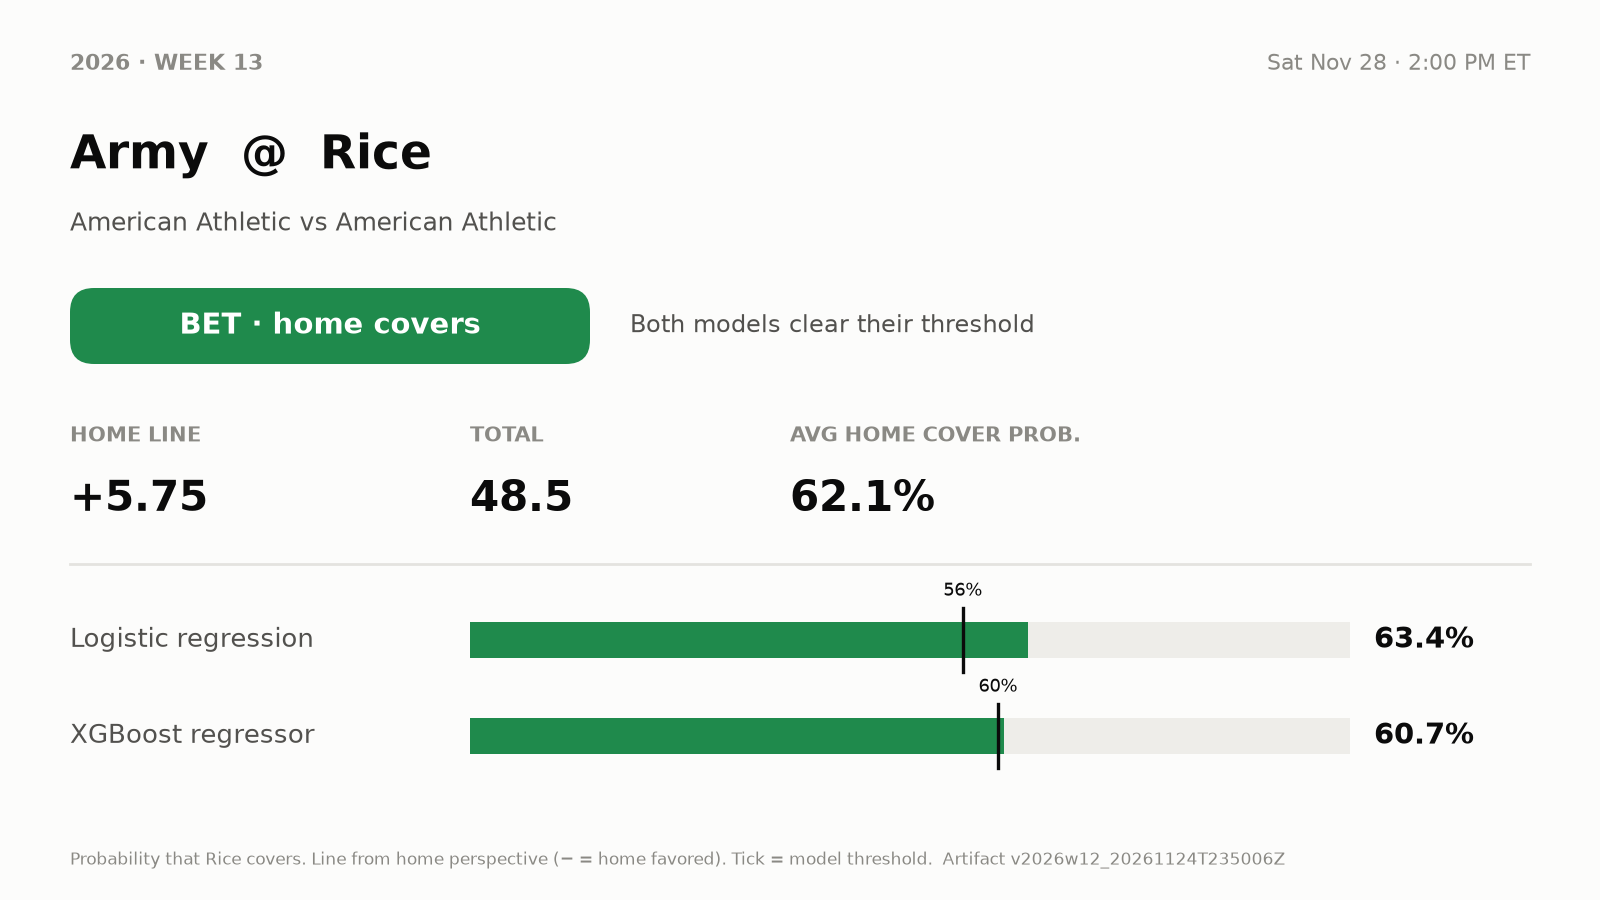 2026 · WEEK 13
Sat Nov 28 · 2:00 PM ET
Army @ Rice
American Athletic vs American Athletic
BET · home covers
Both models clear their threshold
HOME LINE
TOTAL
AVG HOME COVER PROB.
+5.75
48.5
62.1%
56%
Logistic regression
63.4%
60%
XGBoost regressor
60.7%
Probability that Rice covers. Line from home perspective (− = home favored). Tick = model threshold.  Artifact v2026w12_20261124T235006Z